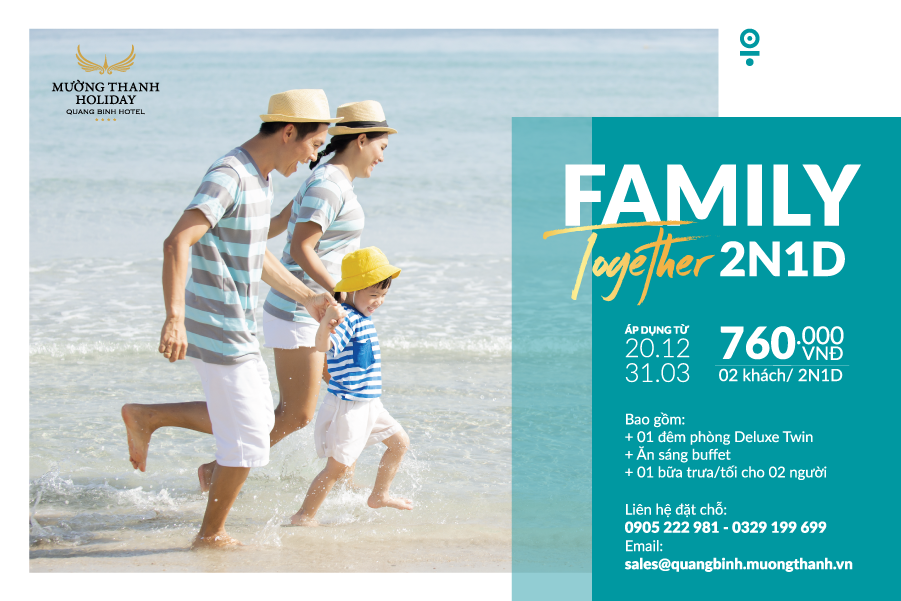 MƯỜNG THANH
HOLIDAY
QUANG BINH HOTEL
FAMILY
Together 2N1D
ÁP DỤNG TỪ
20.12
31.03
760.000
VNĐ
02 khách/ 2N1D
Bao gồm:
+ 01 đêm phòng Deluxe Twin
+ Ăn sáng buffet
+ 01 bữa trưa/tối cho 02 người
Liên hệ đặt chỗ:
0905 222 981 - 0329 199 699
Email:
sales@quangbinh.muongthanh.vn